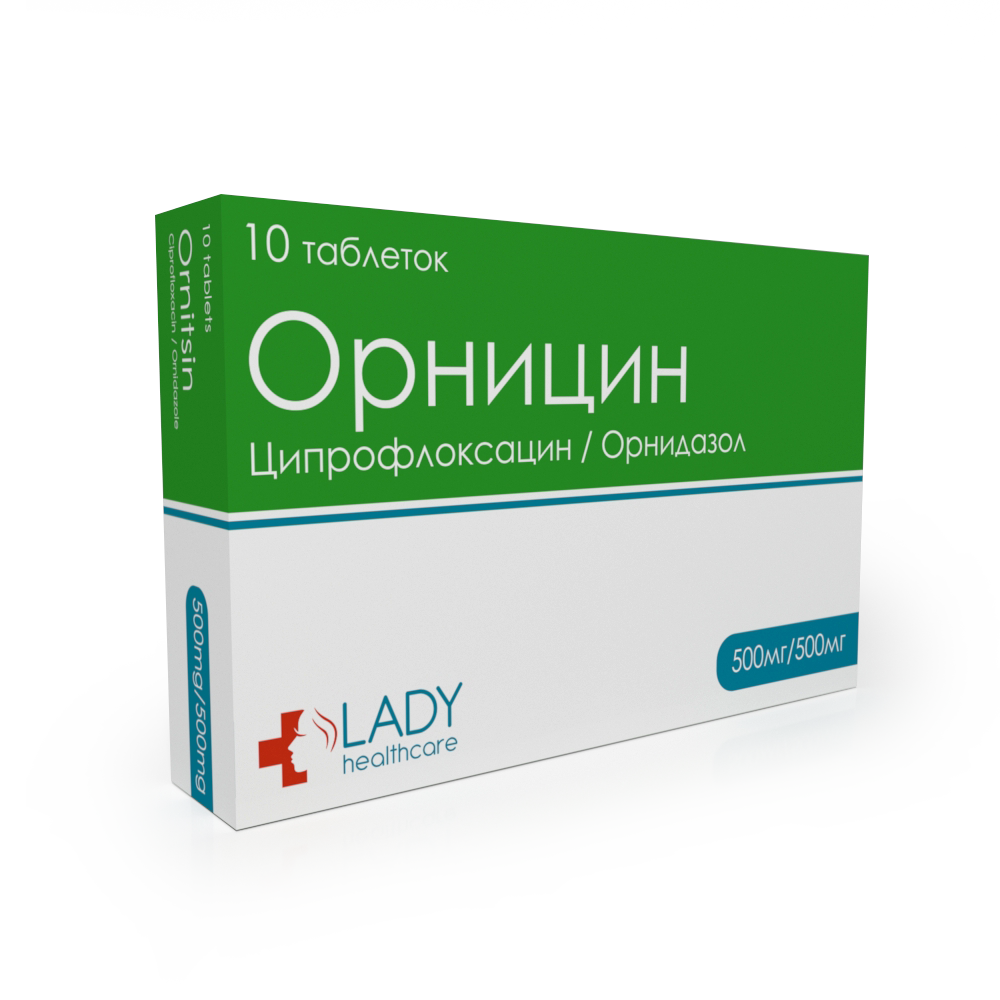 10 таблеток
Орницин
Ципрофлоксацин / Орнидазол
500мг/500мг
LADY
healthcare
10 tablets
Ornitsin
Ciprofloxacin / Ornidazole
500mg/500mg